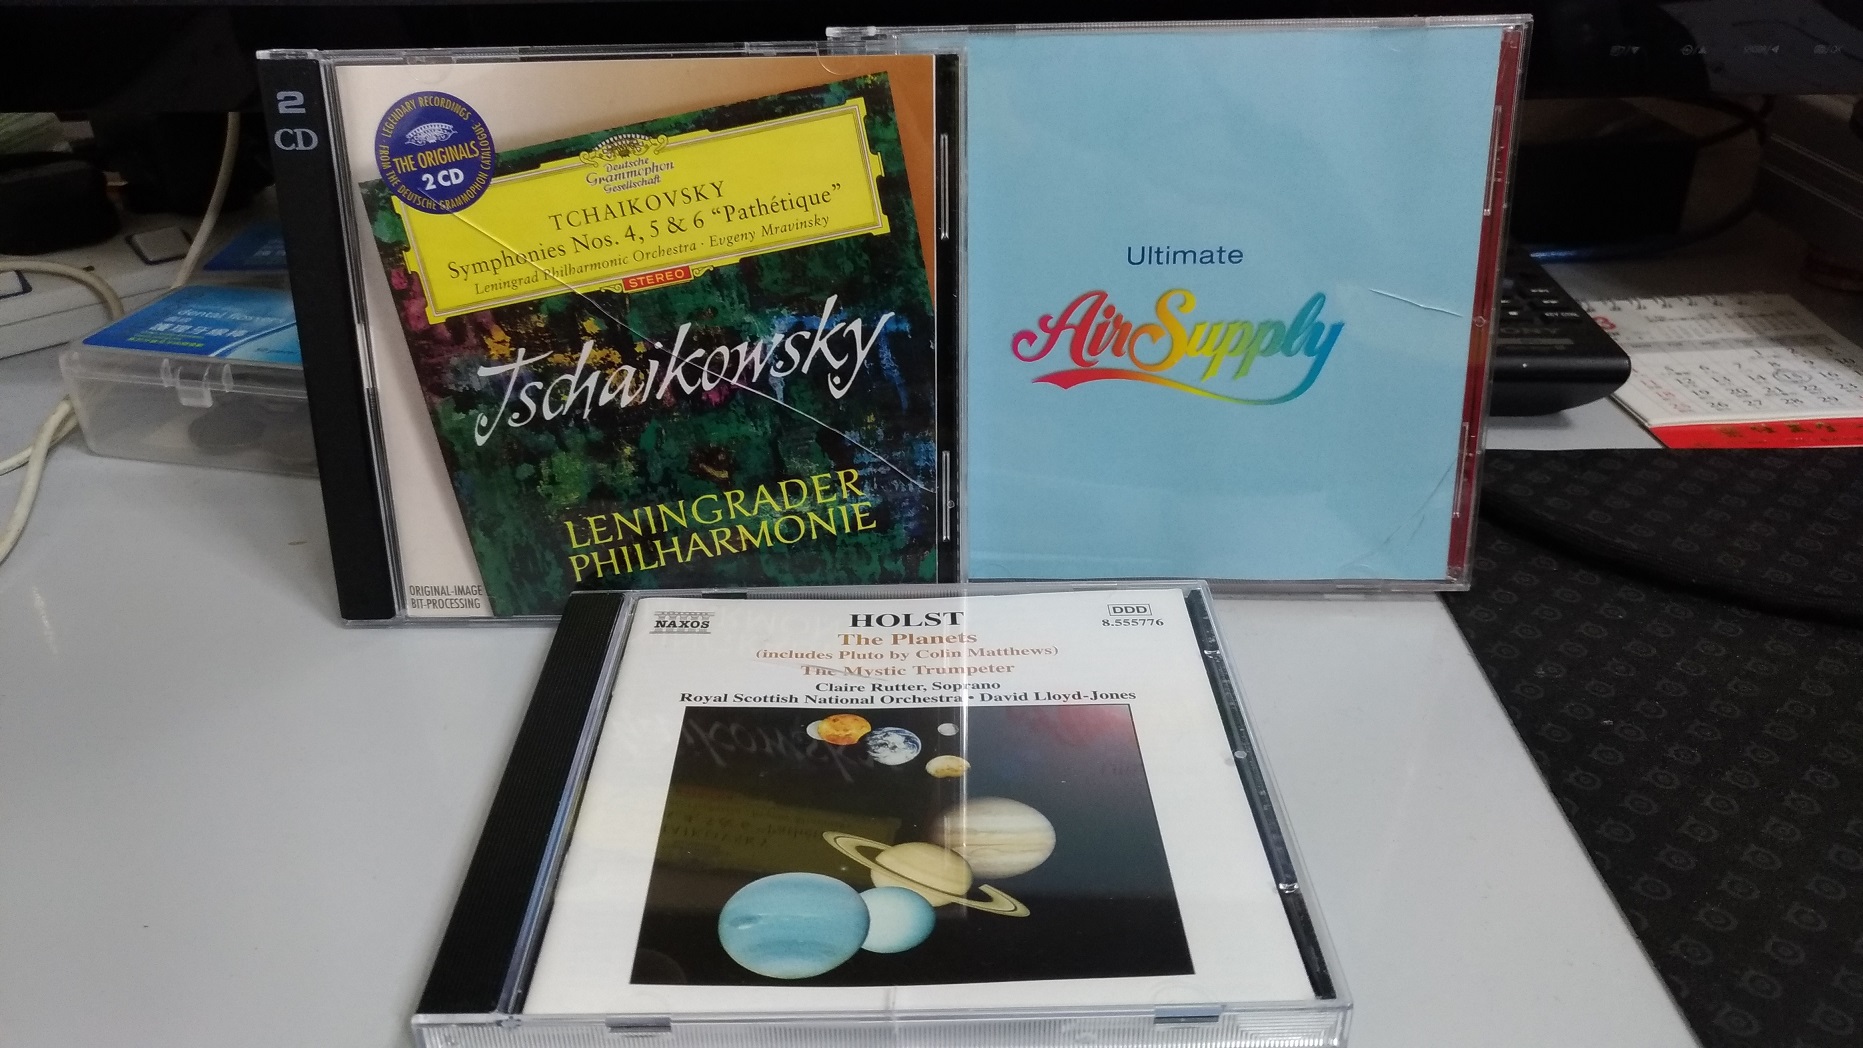 2
CD
LEGENDARY RECORDINGS
FROM THE DEUTSCHE GRAMMOPHON CATALOGUE
THE ORIGINALS
2 CD
Deutsche
Grammophon
Gesellschaft
TCHAIKOVSKY
Symphonies Nos. 4, 5 & 6 “Pathétique”
Leningrad Philharmonic Orchestra · Evgeny Mravinsky
STEREO
Tschaikowsky
LENINGRADER
PHILHARMONIE
ORIGINAL-IMAGE
BIT-PROCESSING
Ultimate
Air Supply
dental floss
NAXOS
HOLST
DDD
8.555776
The Planets
(includes Pluto by Colin Matthews)
The Mystic Trumpeter
Claire Rutter, Soprano
Royal Scottish National Orchestra • David Lloyd-Jones